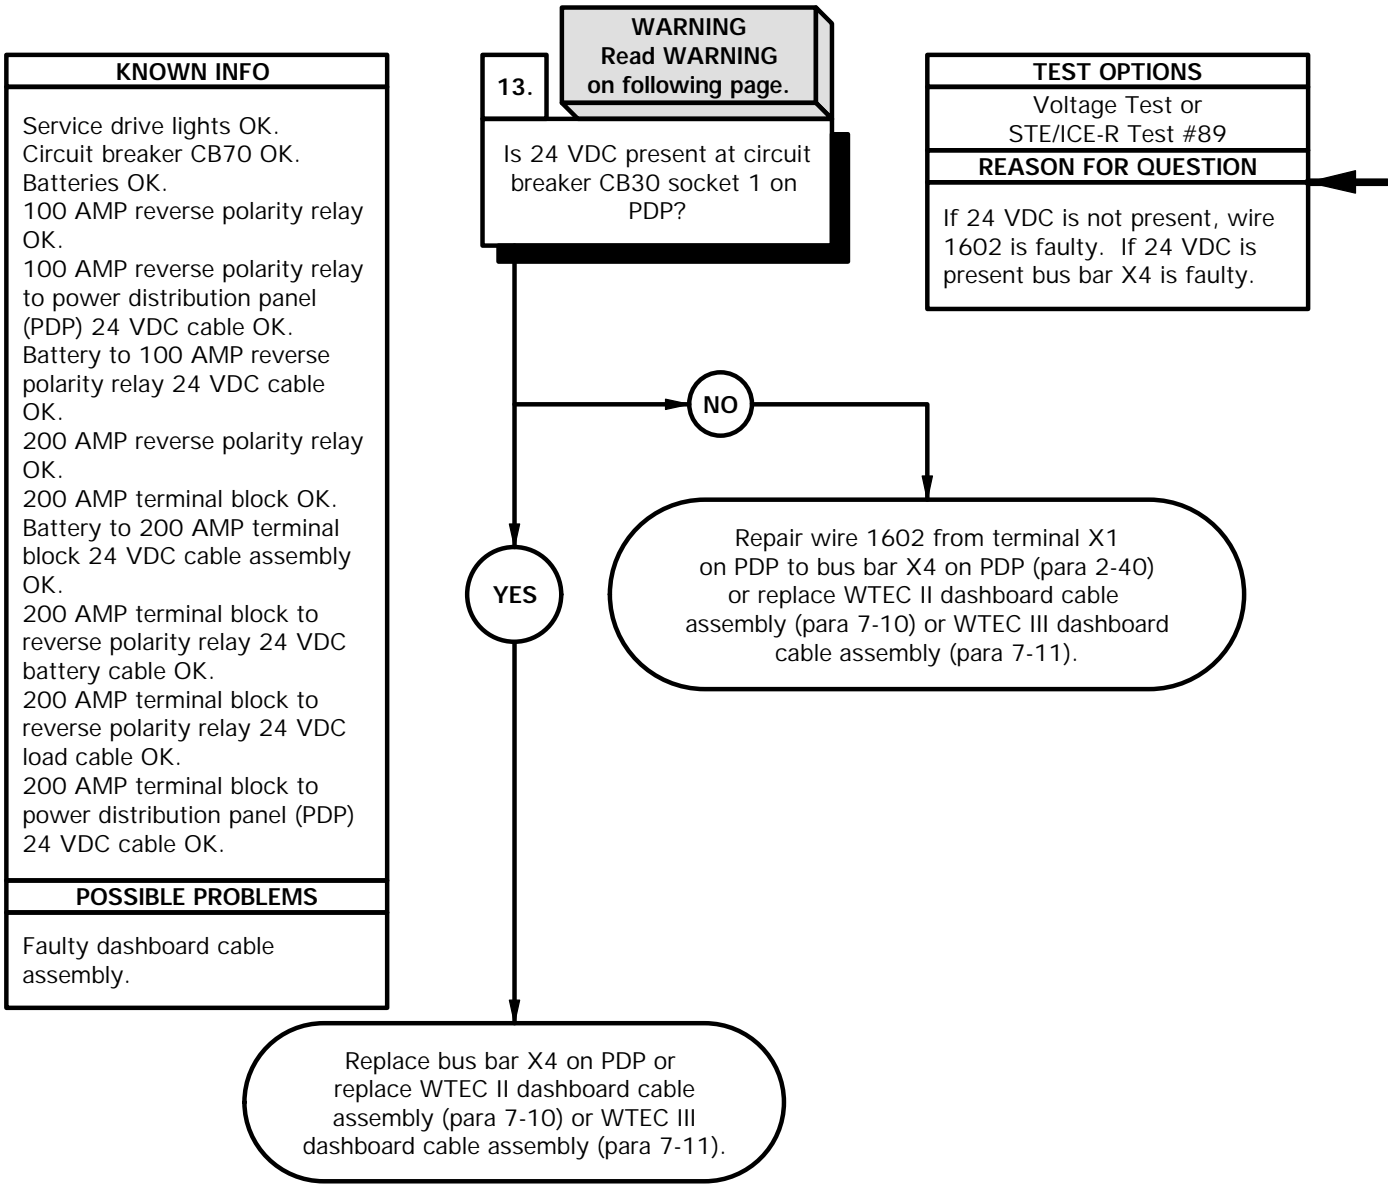 KNOWN INFO
Service drive lights OK.
Circuit breaker CB70 OK.
Batteries OK.
100 AMP reverse polarity relay
OK.
100 AMP reverse polarity relay
to power distribution panel
(PDP) 24 VDC cable OK.
Battery to 100 AMP reverse
polarity relay 24 VDC cable
OK.
200 AMP reverse polarity relay
OK.
200 AMP terminal block OK.
Battery to 200 AMP terminal
block 24 VDC cable assembly
OK.
200 AMP terminal block to
reverse polarity relay 24 VDC
battery cable OK.
200 AMP terminal block to
reverse polarity relay 24 VDC
load cable OK.
200 AMP terminal block to
power distribution panel (PDP)
24 VDC cable OK.
POSSIBLE PROBLEMS
Faulty dashboard cable
assembly.
WARNING
Read WARNING
on following page.
13.
Is 24 VDC present at circuit
breaker CB30 socket 1 on
PDP?
TEST OPTIONS
Voltage Test or
STE/ICE-R Test #89
REASON FOR QUESTION
If 24 VDC is not present, wire
1602 is faulty.  If 24 VDC is
present bus bar X4 is faulty.
NO
Repair wire 1602 from terminal X1
on PDP to bus bar X4 on PDP (para 2-40)
or replace WTEC II dashboard cable
assembly (para 7-10) or WTEC III dashboard
cable assembly (para 7-11).
YES
Replace bus bar X4 on PDP or
replace WTEC II dashboard cable
assembly (para 7-10) or WTEC III
dashboard cable assembly (para 7-11).